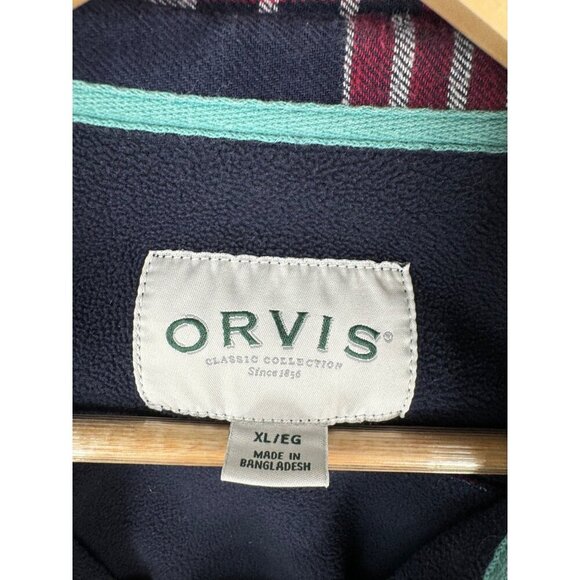 ORVIS®
CLASSIC COLLECTION
Since 1856
XL/EG
MADE IN
BANGLADESH